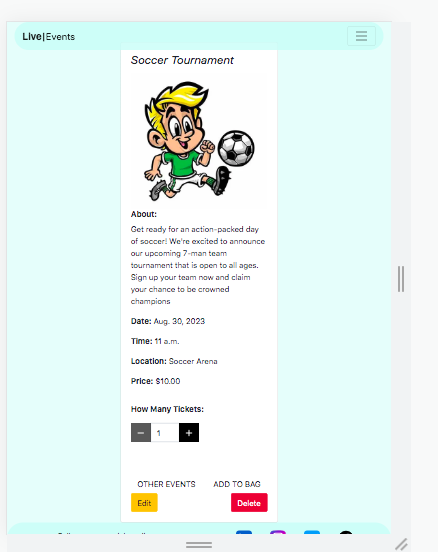 Live|Events
Soccer Tournament
About:
Get ready for an action-packed day
of soccer! We're excited to announce
our upcoming 7-man team
tournament that is open to all ages.
Sign up your team now and claim
your chance to be crowned
champions
Date: Aug. 30, 2023
Time: 11 a.m.
Location: Soccer Arena
Price: $10.00
How Many Tickets:
− 1 +
OTHER EVENTS ADD TO BAG
Edit Delete